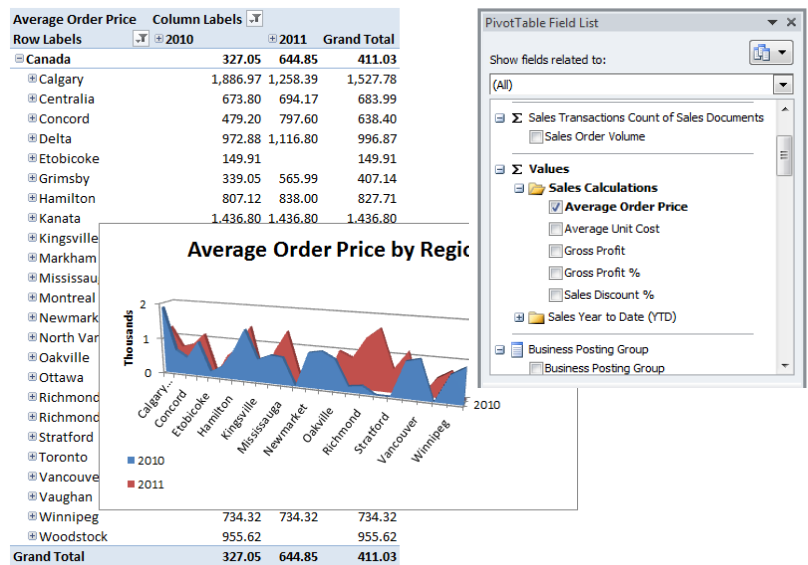 Average Order Price Column Labels
Row Labels 2010 2011 Grand Total
Canada 327.05 644.85 411.03
Calgary 1,886.97 1,258.39 1,527.78
Centralia 673.80 694.17 683.99
Concord 479.20 797.60 638.40
Delta 972.88 1,116.80 996.87
Etobicoke 149.91 149.91
Grimsby 339.05 565.99 407.14
Hamilton 807.12 838.00 827.71
Kanata 1,436.80 1,436.80 1,436.80
Kingsville
Markham
Mississau
Montreal
Newmark
North Var
Oakville
Ottawa
Richmond
Richmond
Stratford
Toronto
Vancouve
Vaughan
Winnipeg 734.32 734.32 734.32
Woodstock 955.62 955.62
Grand Total 327.05 644.85 411.03
Average Order Price by Regio
Thousands
2
1
0
Calgary...
Concord
Etobicoke
Hamilton
Kingsville
Mississauga
Newmarket
Oakville
Richmond
Stratford
Vancouver
Winnipeg
2010
2010
2011
PivotTable Field List
Show fields related to:
(All)
Σ Sales Transactions Count of Sales Documents
Sales Order Volume
Σ Values
Sales Calculations
Average Order Price
Average Unit Cost
Gross Profit
Gross Profit %
Sales Discount %
Sales Year to Date (YTD)
Business Posting Group
Business Posting Group